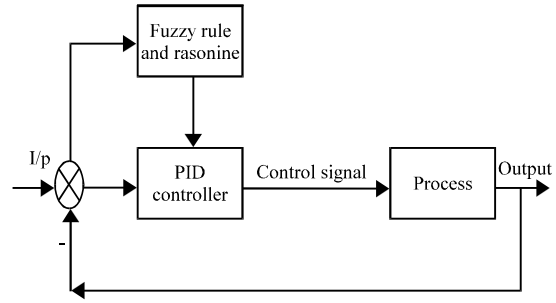 Fuzzy rule
and rasonine
I/p
PID
controller
Control signal
Process
Output
-